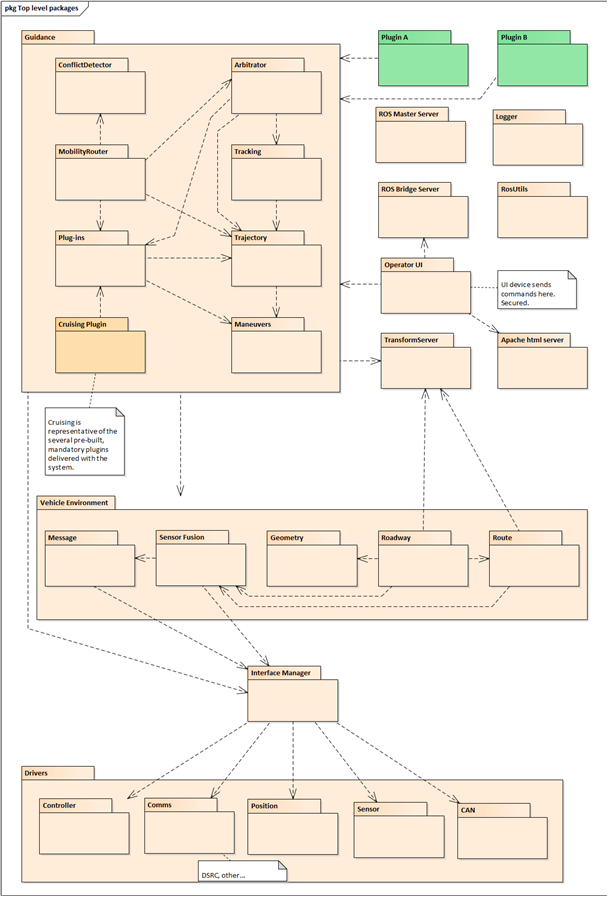 pkg Top level packages
Guidance
Plugin A
Plugin B
ConflictDetector
Arbitrator
ROS Master Server
Logger
MobilityRouter
Tracking
ROS Bridge Server
RosUtils
Plug-ins
Trajectory
Operator UI
UI device sends
commands here.
Secured.
Cruising Plugin
Maneuvers
TransformServer
Apache html server
Cruising is
representative of the
several pre-built,
mandatory plugins
delivered with the
system.
Vehicle Environment
Message
Sensor Fusion
Geometry
Roadway
Route
Interface Manager
Drivers
Controller
Comms
Position
Sensor
CAN
DSRC, other...